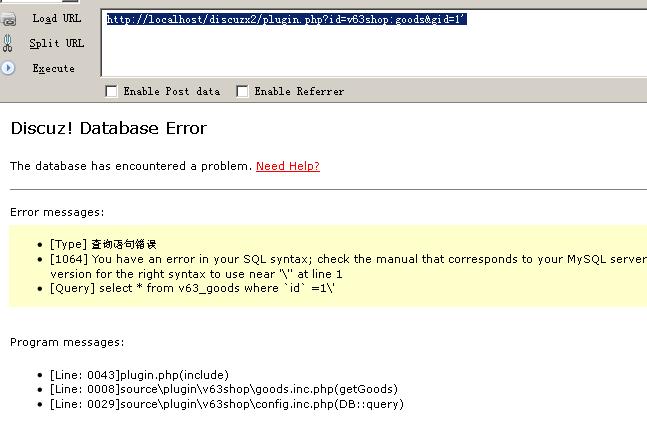 Load URL
http://localhost/discuzx2/plugin.php?id=v63shop:goods&gid=1'
Split URL
Execute
Enable Post data Enable Referrer
Discuz! Database Error
The database has encountered a problem. Need Help?
Error messages:
[Type] 查询语句错误
[1064] You have an error in your SQL syntax; check the manual that corresponds to your MySQL server
version for the right syntax to use near '\'' at line 1
[Query] select * from v63_goods where `id` =1\'
Program messages:
[Line: 0043]plugin.php(include)
[Line: 0008]source\plugin\v63shop\goods.inc.php(getGoods)
[Line: 0029]source\plugin\v63shop\config.inc.php(DB::query)